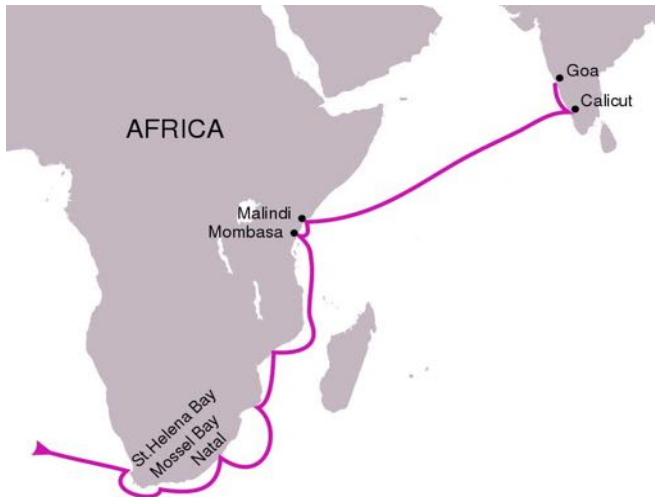 Goa
Calicut
AFRICA
Malindi
Mombasa
St.Helena Bay
Mossel Bay
Natal